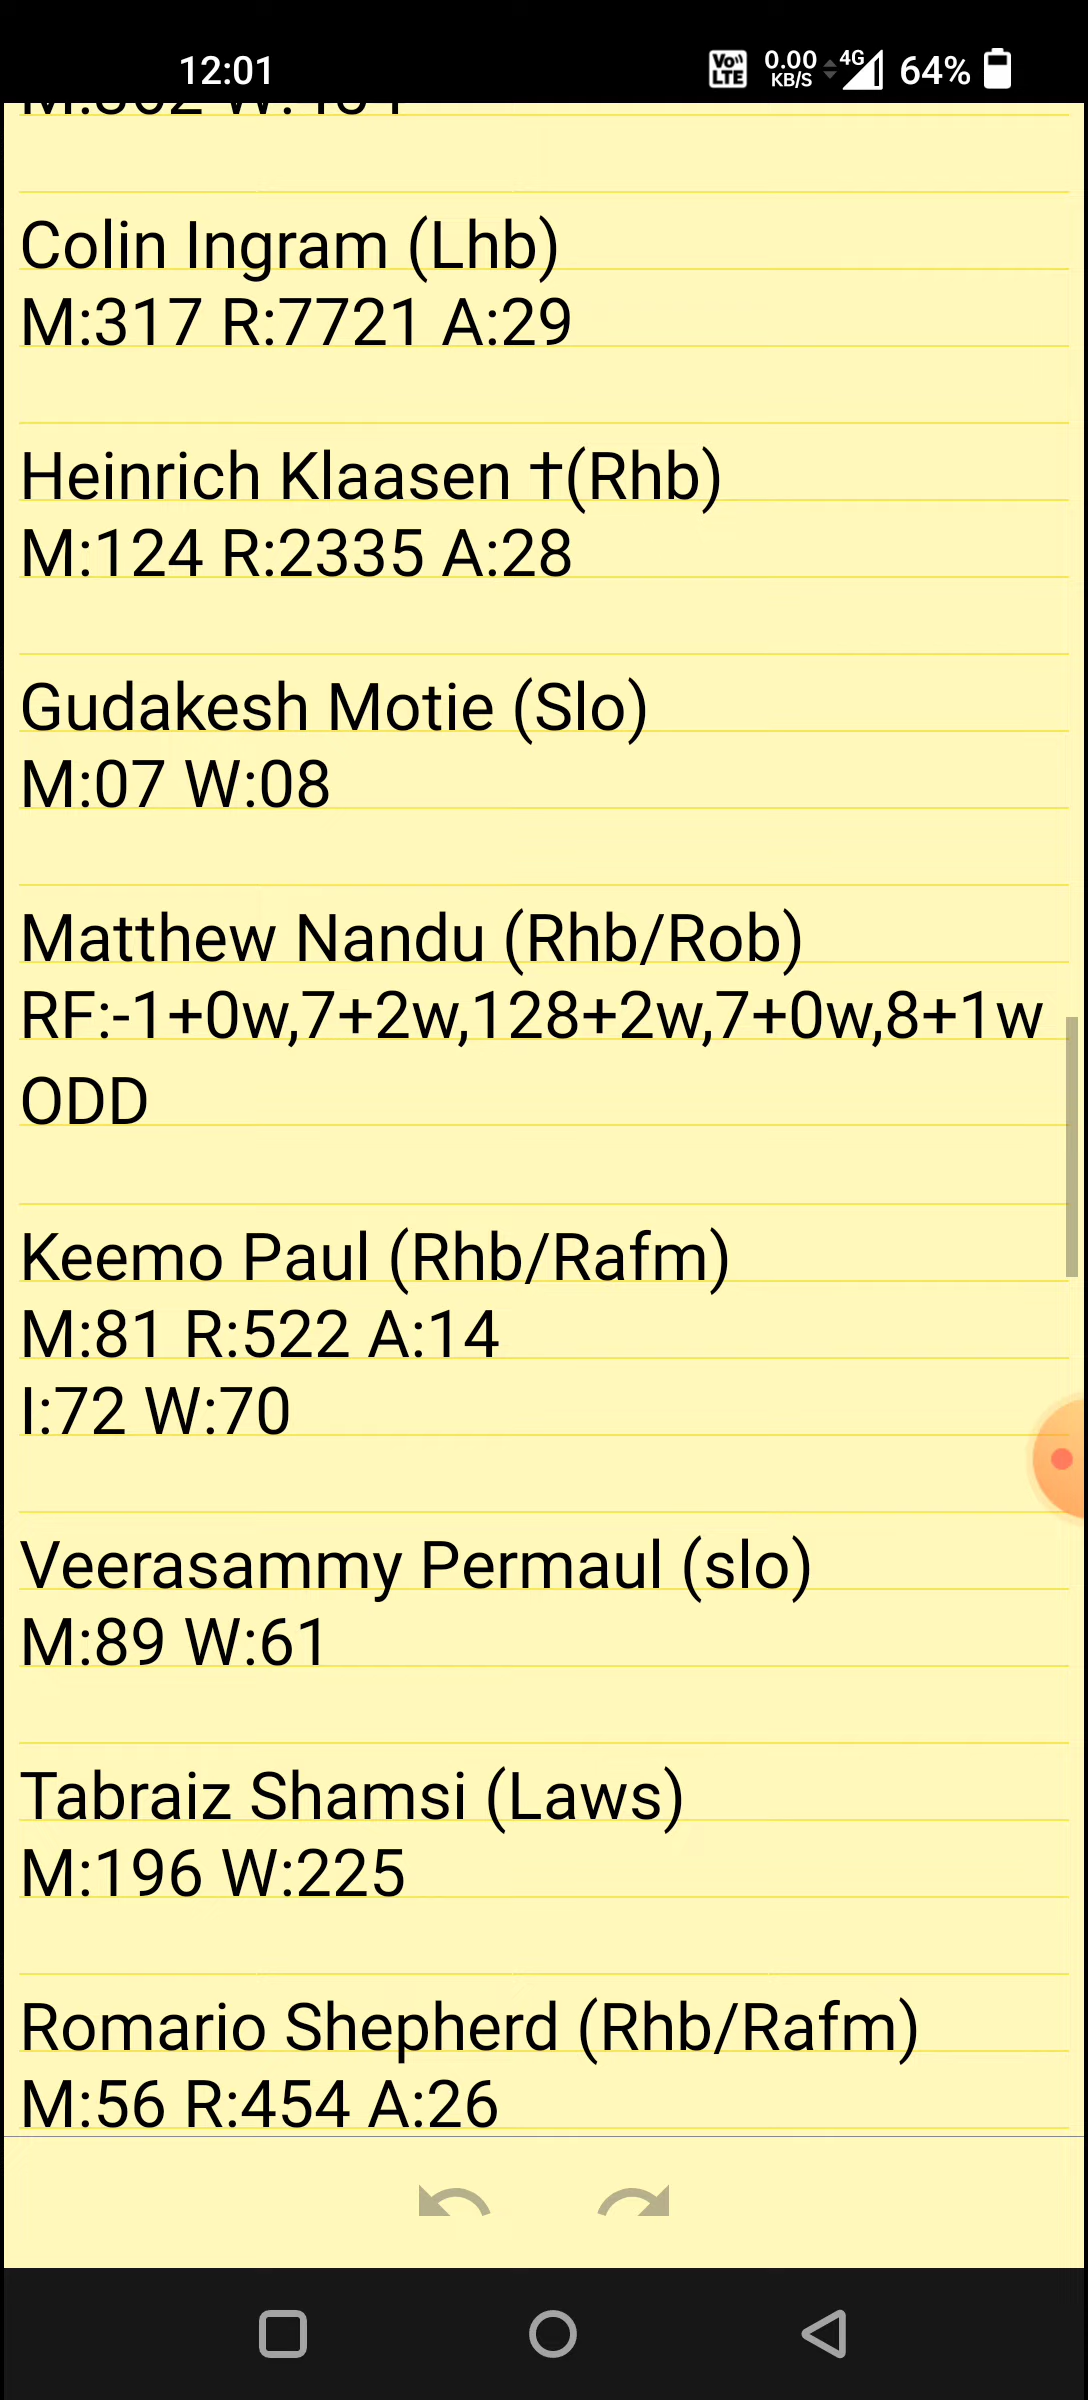 12:01
Vo)) LTE 0.00 KB/S 4G 64%
Colin Ingram (Lhb)
M:317 R:7721 A:29
Heinrich Klaasen †(Rhb)
M:124 R:2335 A:28
Gudakesh Motie (Slo)
M:07 W:08
Matthew Nandu (Rhb/Rob)
RF:-1+0w,7+2w,128+2w,7+0w,8+1w
ODD
Keemo Paul (Rhb/Rafm)
M:81 R:522 A:14
I:72 W:70
Veerasammy Permaul (slo)
M:89 W:61
Tabraiz Shamsi (Laws)
M:196 W:225
Romario Shepherd (Rhb/Rafm)
M:56 R:454 A:26